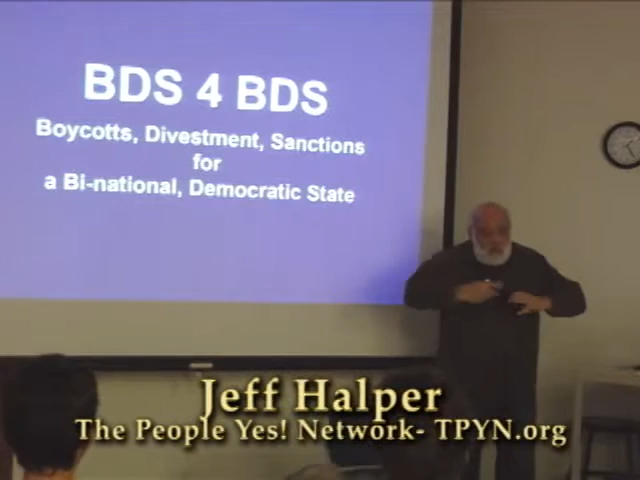 BDS 4 BDS
Boycotts, Divestment, Sanctions
for
a Bi-national, Democratic State
Jeff Halper
The People Yes! Network- TPYN.org